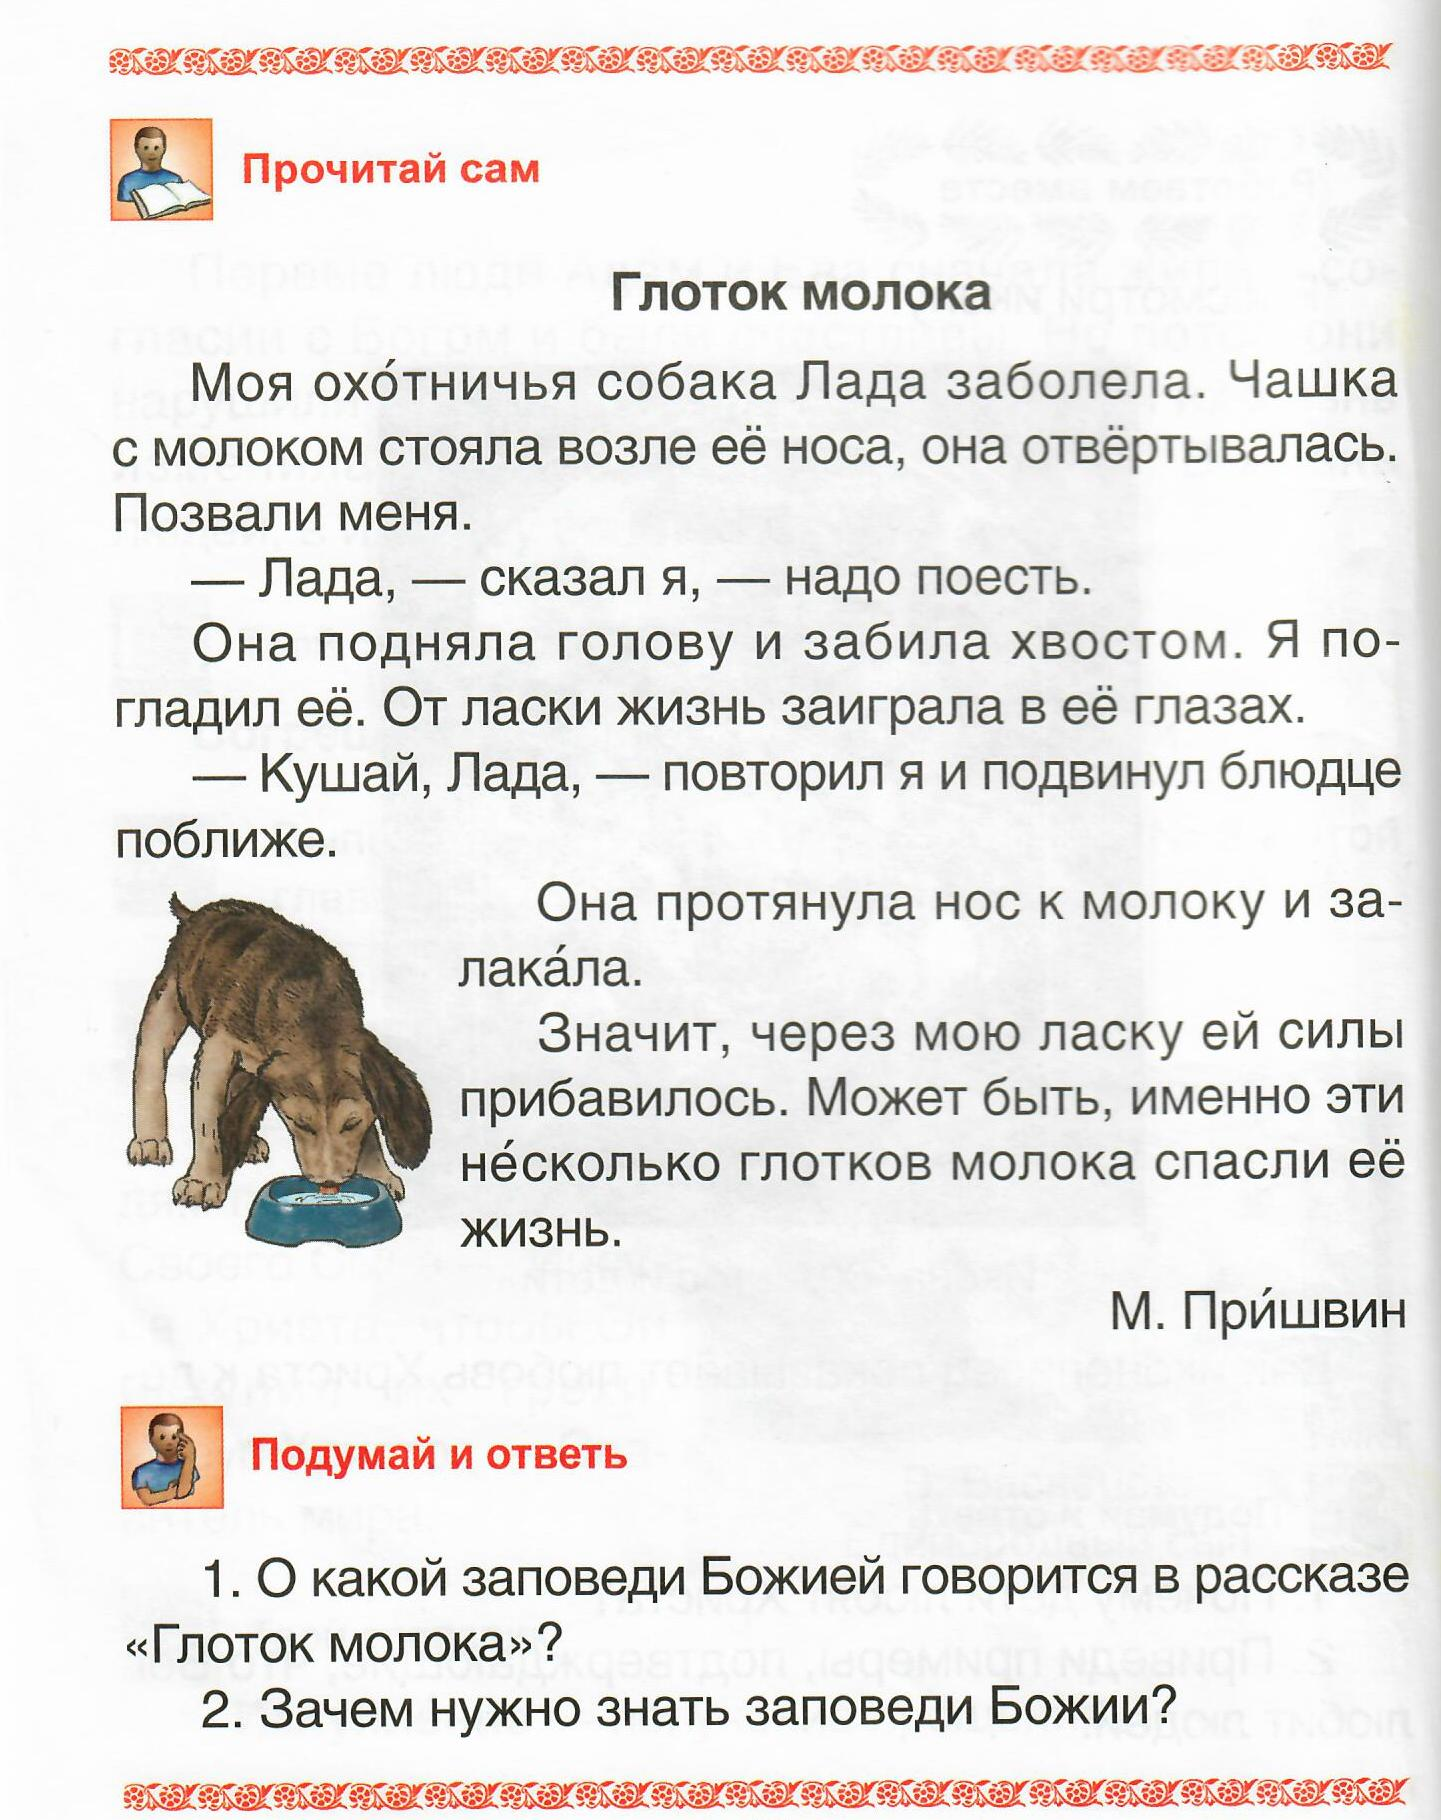 Прочитай сам
Глоток молока
Моя охо́тничья собака Лада заболела. Чашка
с молоком стояла возле её носа, она отвёртывалась.
Позвали меня.
— Лада, — сказал я, — надо поесть.
Она подняла голову и забила хвостом. Я по-
гладил её. От ласки жизнь заиграла в её глазах.
— Кушай, Лада, — повторил я и подвинул блюдце
поближе.
Она протянула нос к молоку и за-
лака́ла.
Значит, через мою ласку ей силы
прибавилось. Может быть, именно эти
не́сколько глотков молока спасли её
жизнь.
М. При́швин
Подумай и ответь
1. О какой заповеди Божией говорится в рассказе
«Глоток молока»?
2. Зачем нужно знать заповеди Божии?